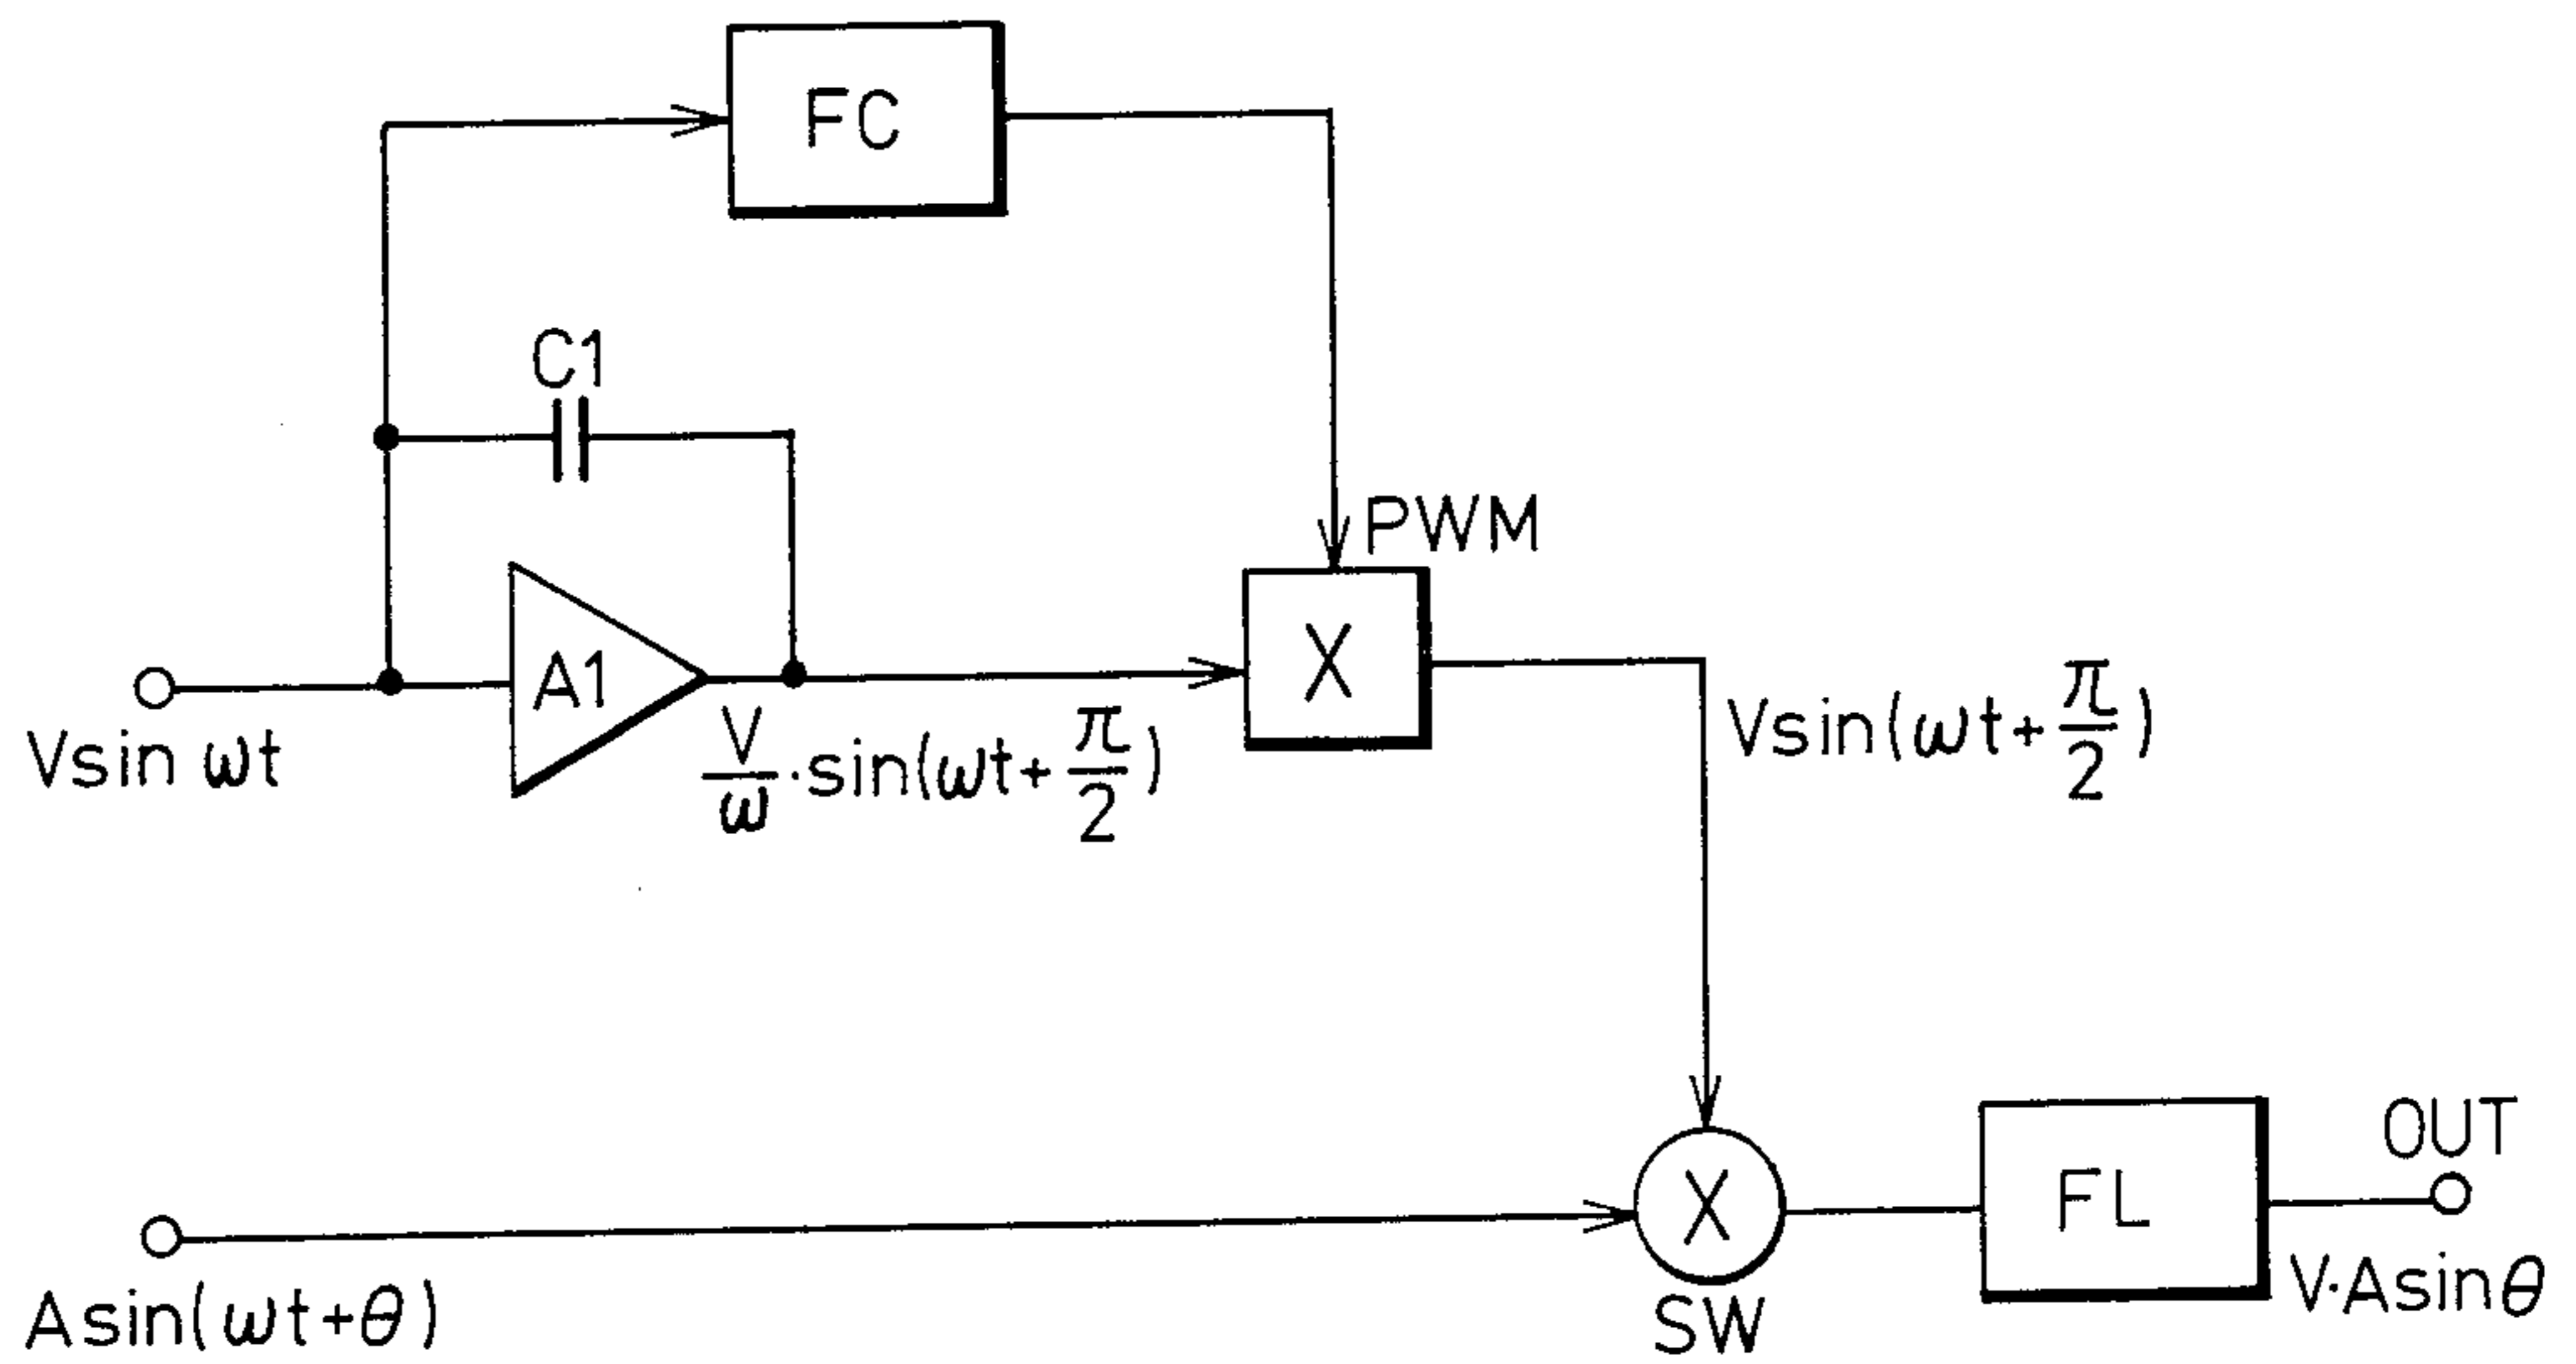 FC
C1
PWM
A1
X
Vsin ωt
V/ω·sin(ωt+π/2)
Vsin(ωt+π/2)
OUT
X
FL
SW
Asin(ωt+θ)
V·Asinθ